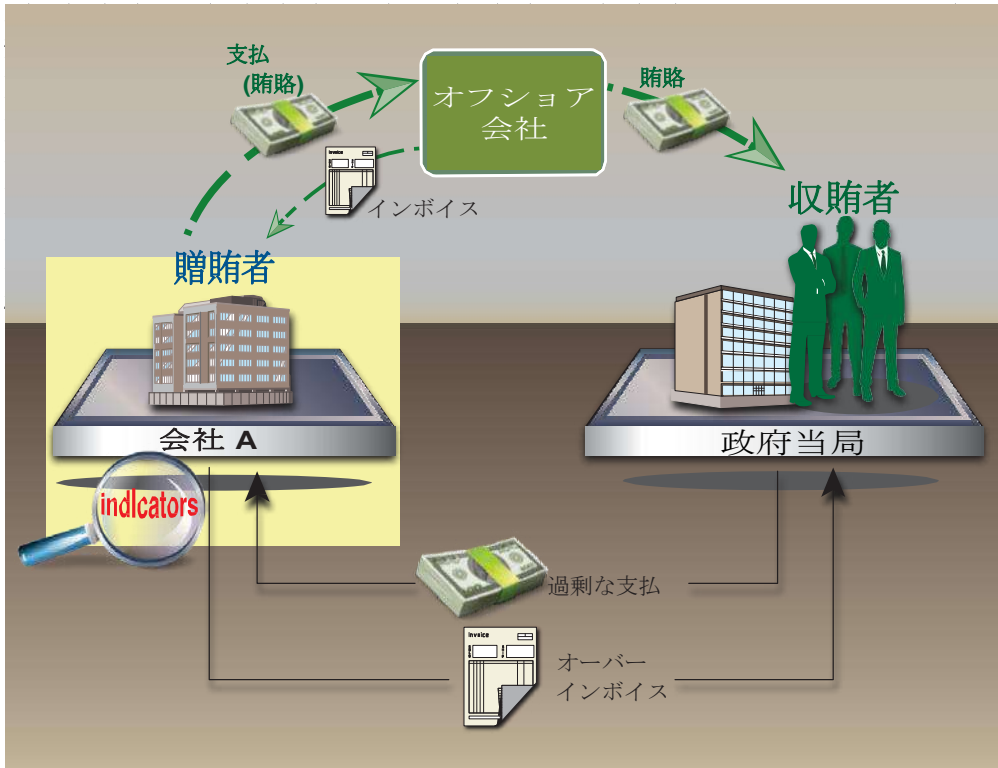 支払
(賄賂)
オフショア
会社
賄賂
Invoice
インボイス
収賄者
贈賄者
会社 A
政府当局
indIcators
過剰な支払
Invoice
オーバー
インボイス